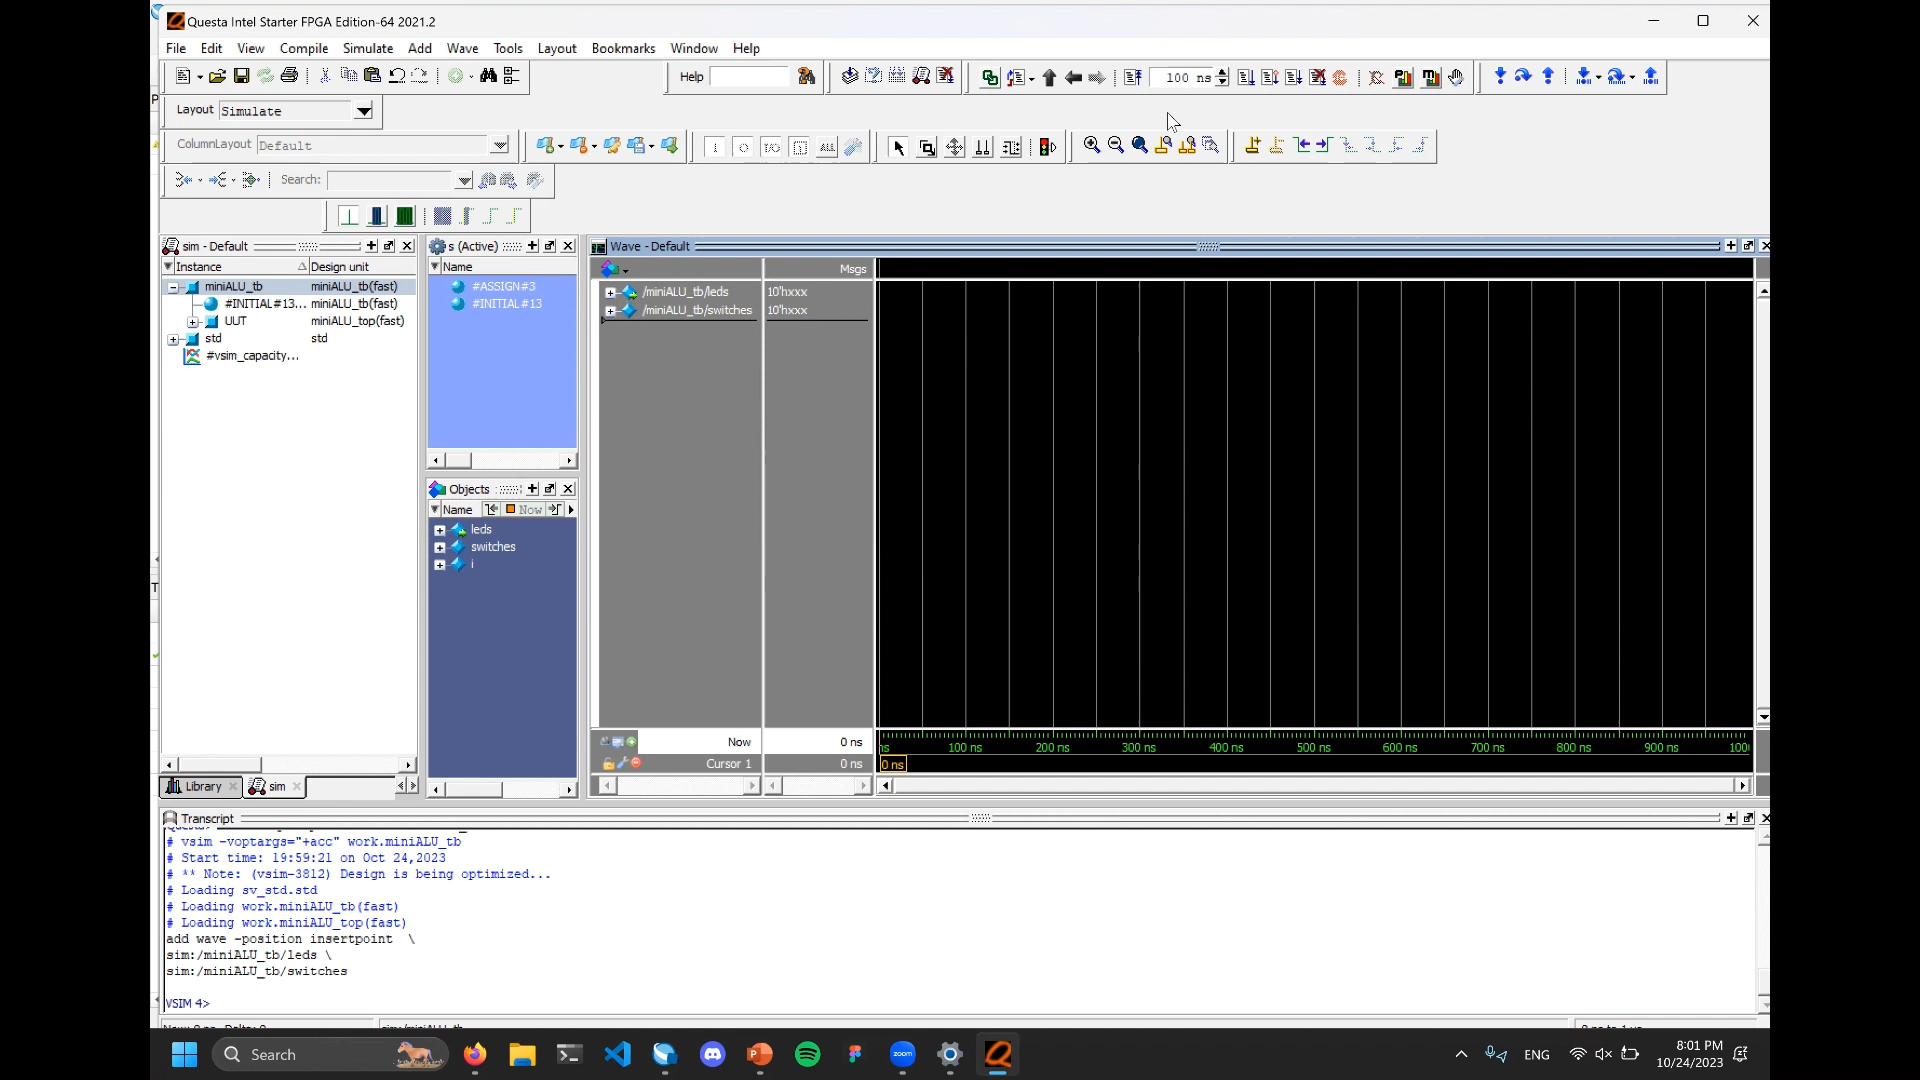 Questa Intel Starter FPGA Edition-64 2021.2
File Edit View Compile Simulate Add Wave Tools Layout Bookmarks Window Help
Help
100 ns
Layout Simulate
ColumnLayout Default
Search:
sim - Default
Instance Design unit
miniALU_tb miniALU_tb(fast)
#INITIAL#13... miniALU_tb(fast)
UUT miniALU_top(fast)
std std
#vsim_capacity...
Library
sim
s (Active)
Name
#ASSIGN#3
#INITIAL#13
Objects
Name Now
leds
switches
i
Wave - Default
Msgs
/miniALU_tb/leds 10'hxxx
/miniALU_tb/switches 10'hxxx
Now 0 ns
Cursor 1 0 ns
ns 100 ns 200 ns 300 ns 400 ns 500 ns 600 ns 700 ns 800 ns 900 ns 100
0 ns
Transcript
# vsim -voptargs="+acc" work.miniALU_tb
# Start time: 19:59:21 on Oct 24,2023
# ** Note: (vsim-3812) Design is being optimized...
# Loading sv_std.std
# Loading work.miniALU_tb(fast)
# Loading work.miniALU_top(fast)
add wave -position insertpoint \
sim:/miniALU_tb/leds \
sim:/miniALU_tb/switches
VSIM 4>
Search
zoom
ENG
8:01 PM
10/24/2023